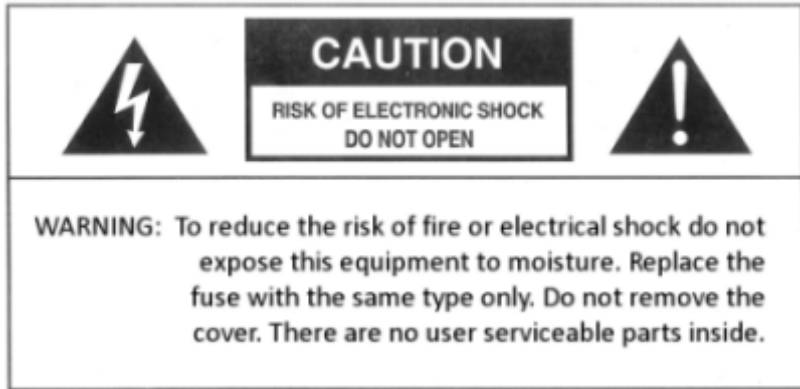 CAUTION
RISK OF ELECTRONIC SHOCK
DO NOT OPEN
WARNING: To reduce the risk of fire or electrical shock do not
expose this equipment to moisture. Replace the
fuse with the same type only. Do not remove the
cover. There are no user serviceable parts inside.